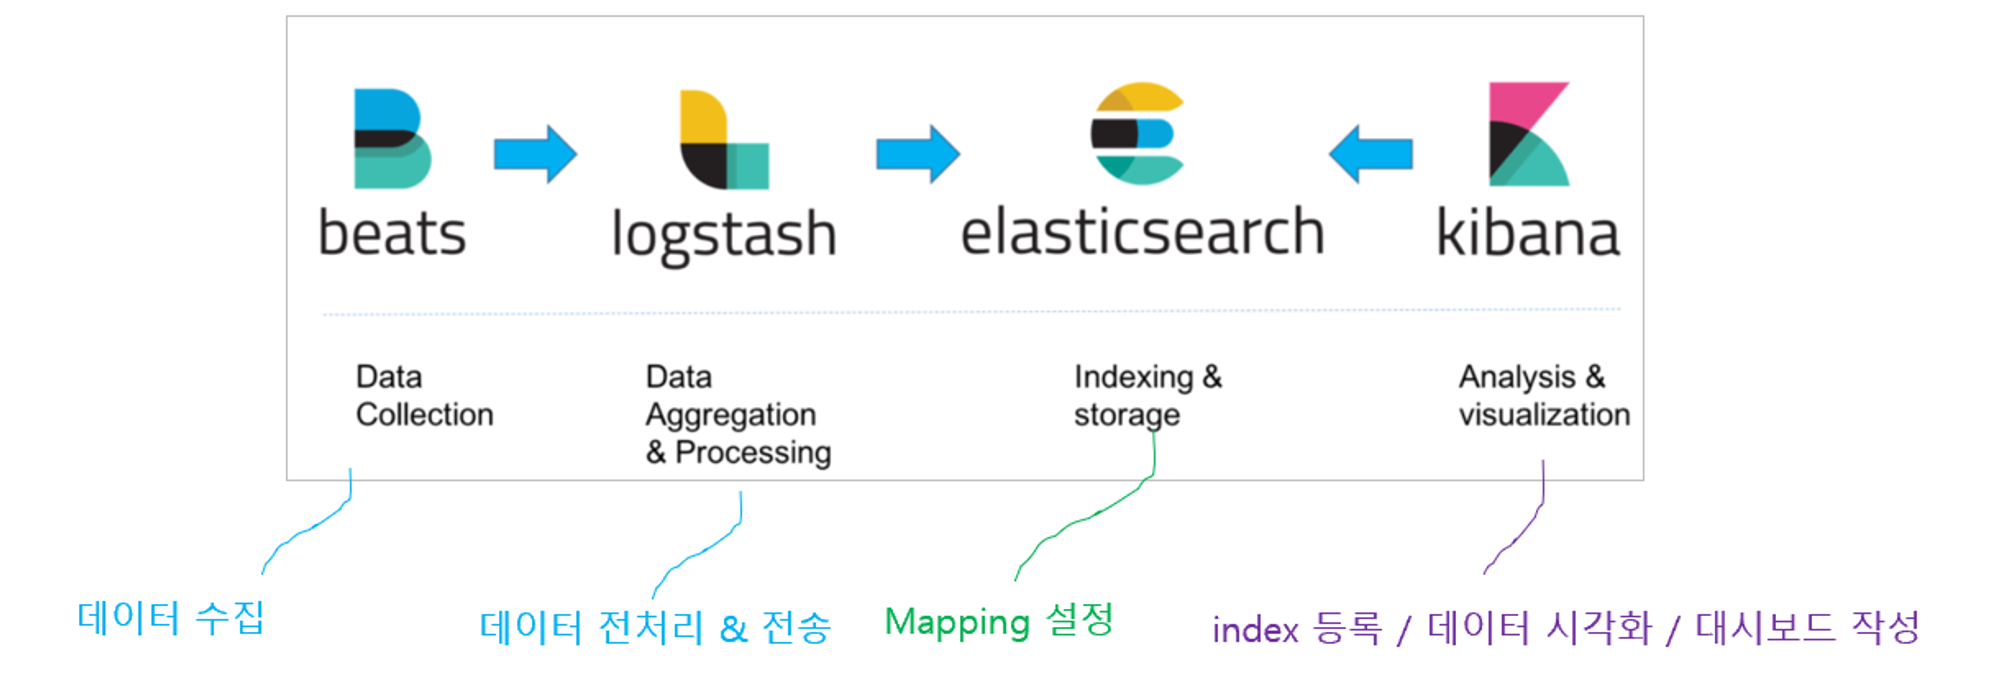 beats
logstash
elasticsearch
kibana
Data
Collection
Data
Aggregation
& Processing
Indexing &
storage
Analysis &
visualization
데이터 수집
데이터 전처리 & 전송
Mapping 설정
index 등록 / 데이터 시각화 / 대시보드 작성